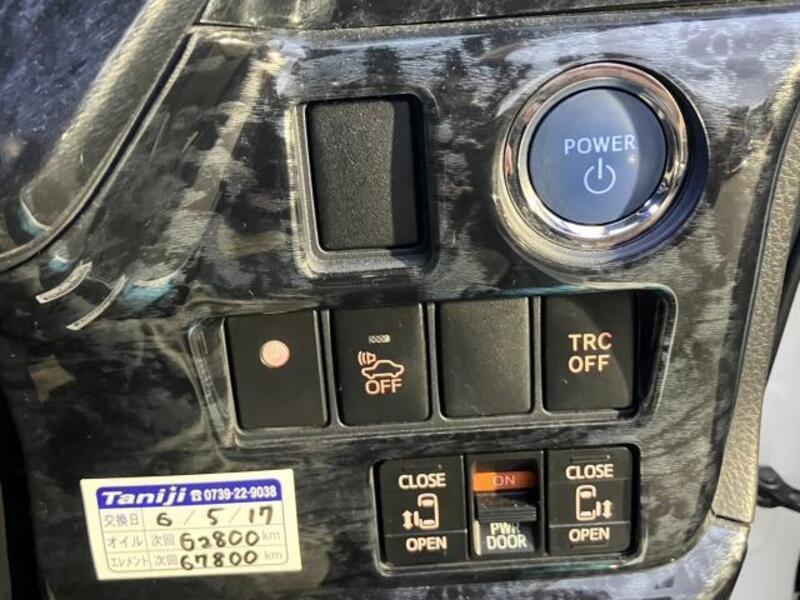 POWER
OFF
TRC
OFF
CLOSE
OPEN
ON
PWR
DOOR
CLOSE
OPEN
Taniji ☎ 0739-22-9038
交換日 6 / 5 / 17
オイル 次回 62800 km
エレメント 次回 67800 km